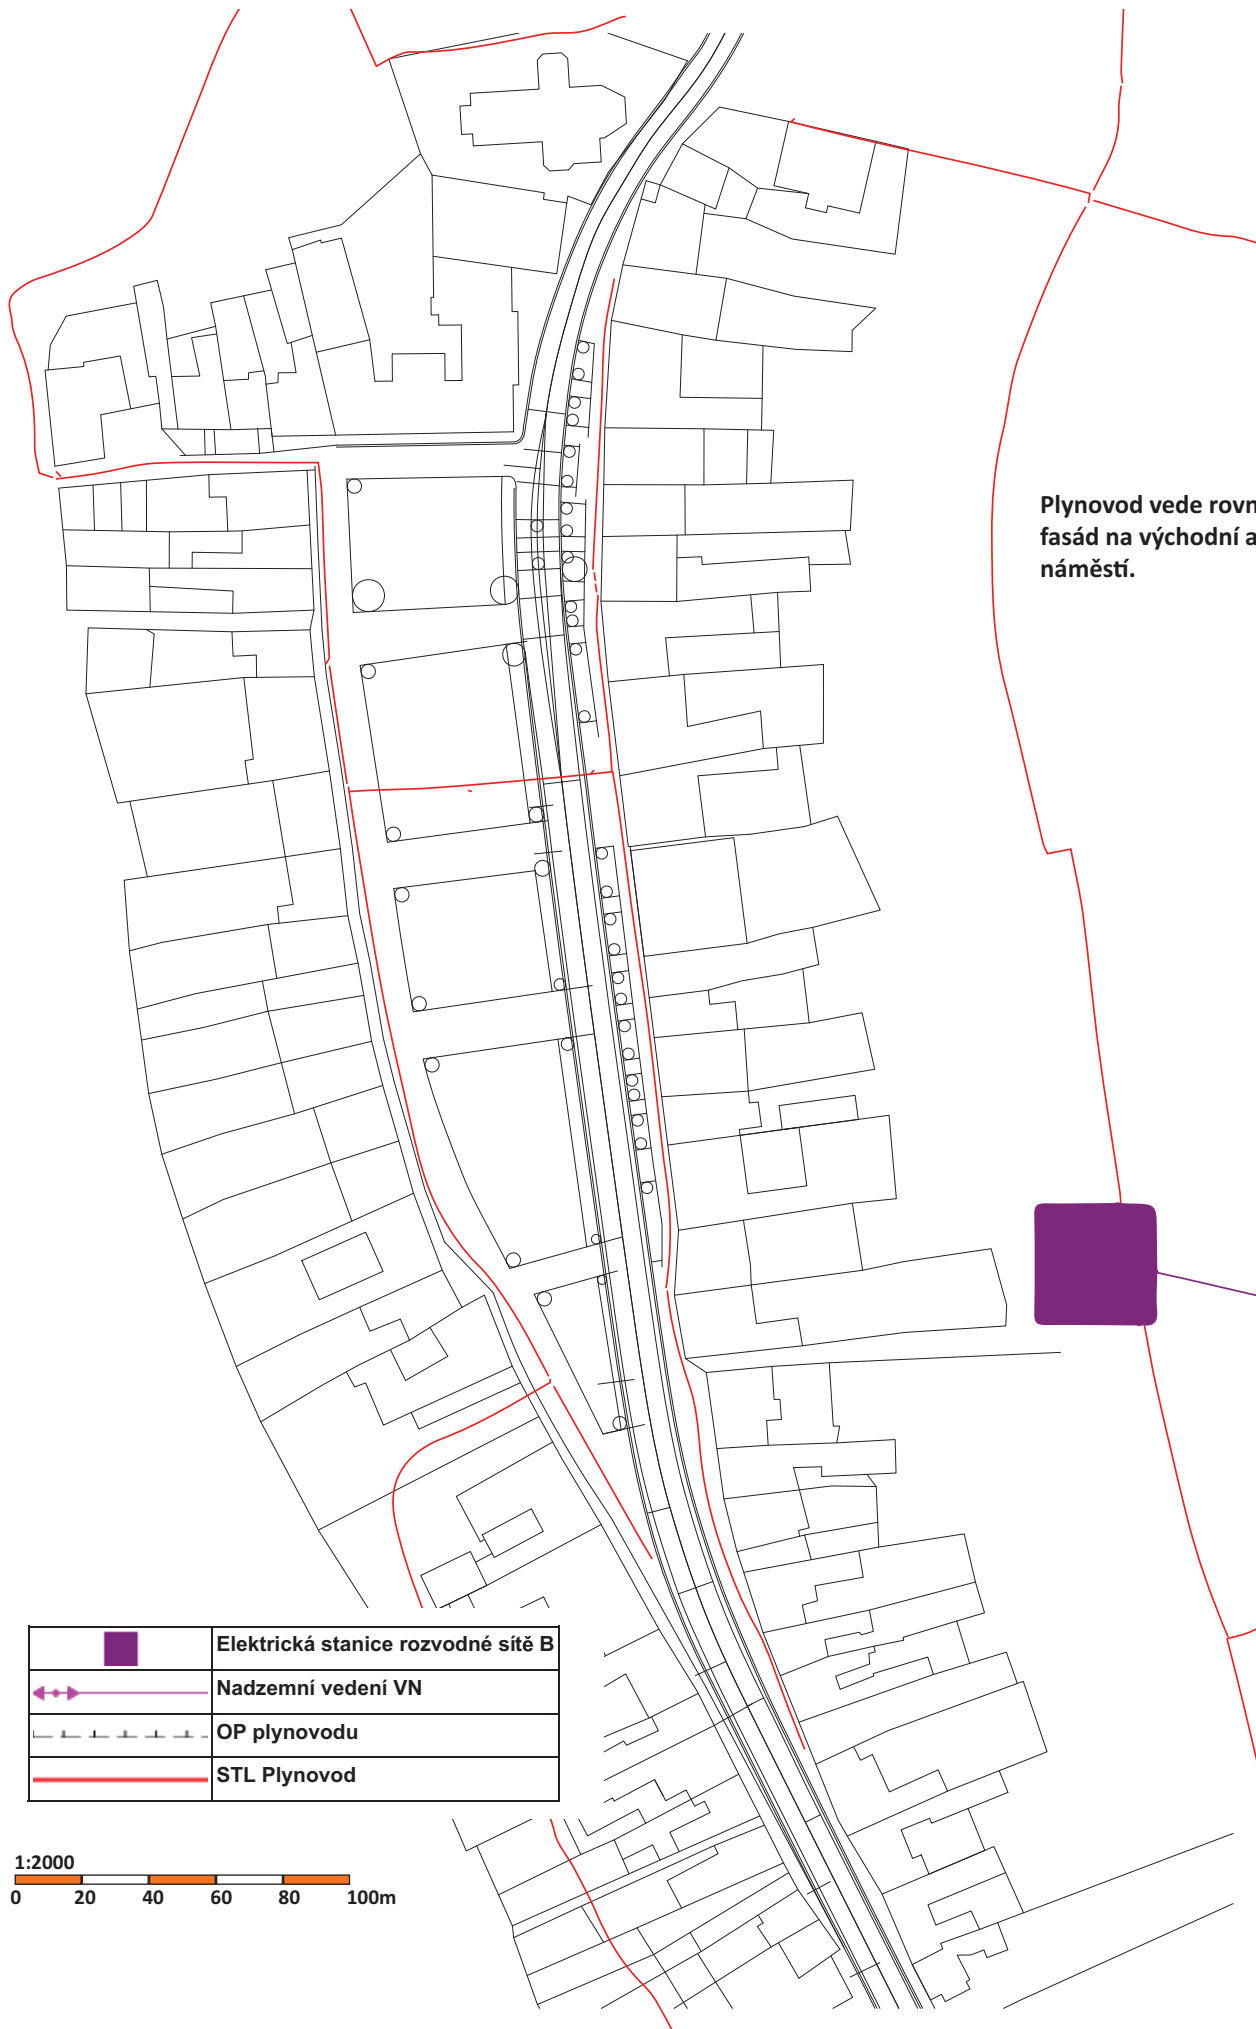 Plynovod vede rovn
fasád na východní a
náměstí.
Elektrická stanice rozvodné sítě B
Nadzemní vedení VN
OP plynovodu
STL Plynovod
1:2000
0 20 40 60 80 100m